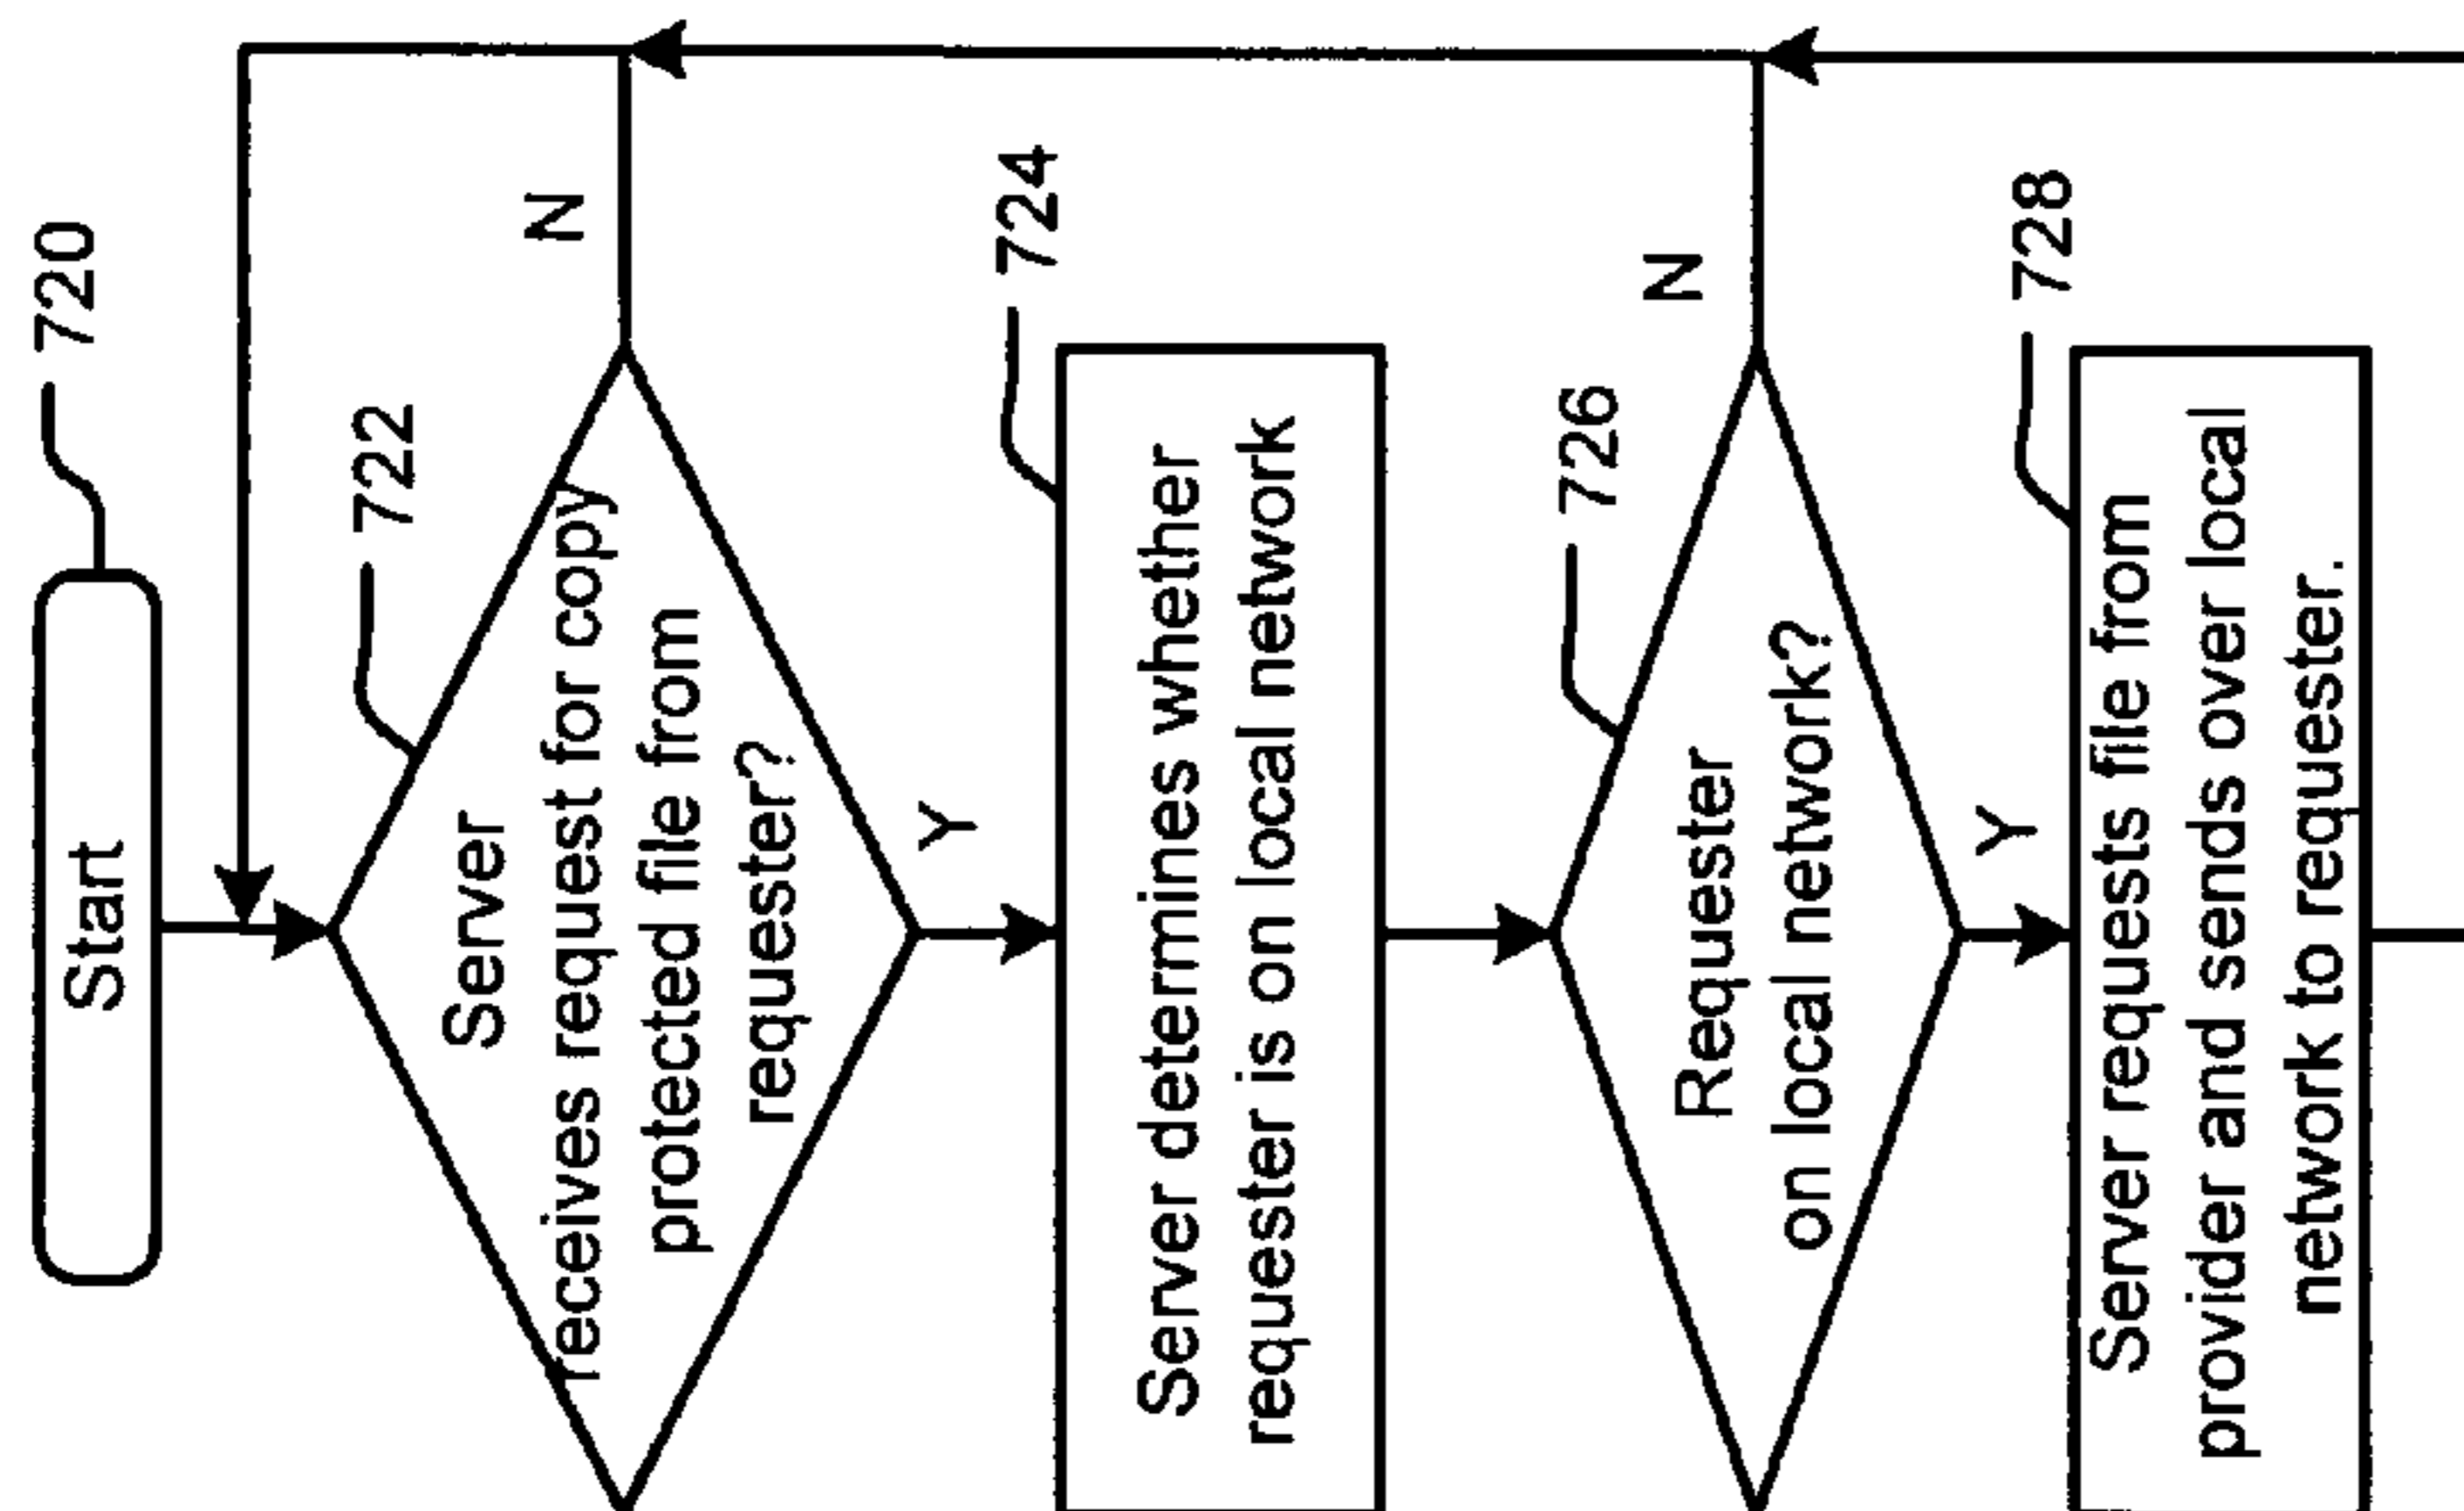 Start
720
Server
receives request for copy
protected file from
requester?
722
N
Y
Server determines whether
requester is on local network
724
Requester
on local network?
726
N
Y
Server requests file from
provider and sends over local
network to requester.
728